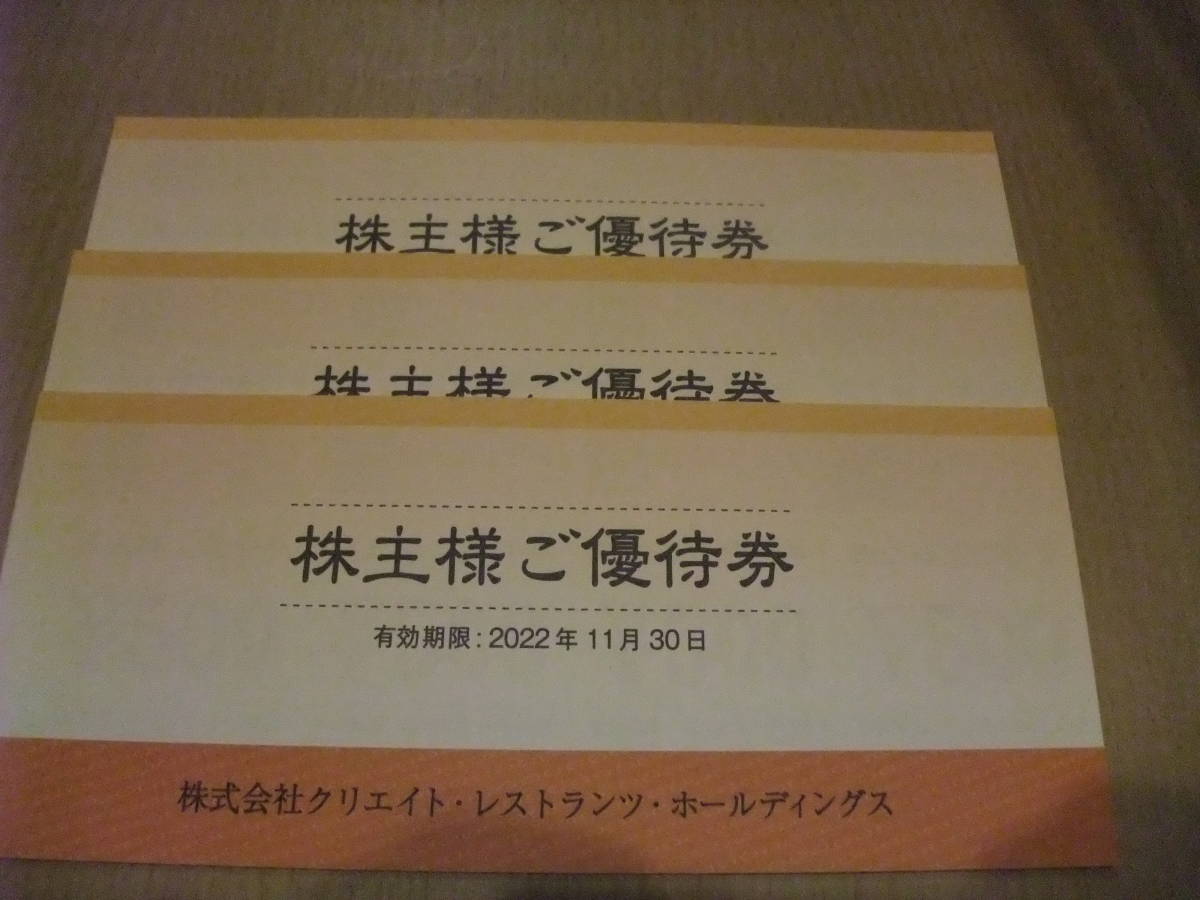 株主様ご優待券
株主様ご優待券
株主様ご優待券
有効期限:2022年11月30日
株式会社クリエイト・レストランツ・ホールディングス